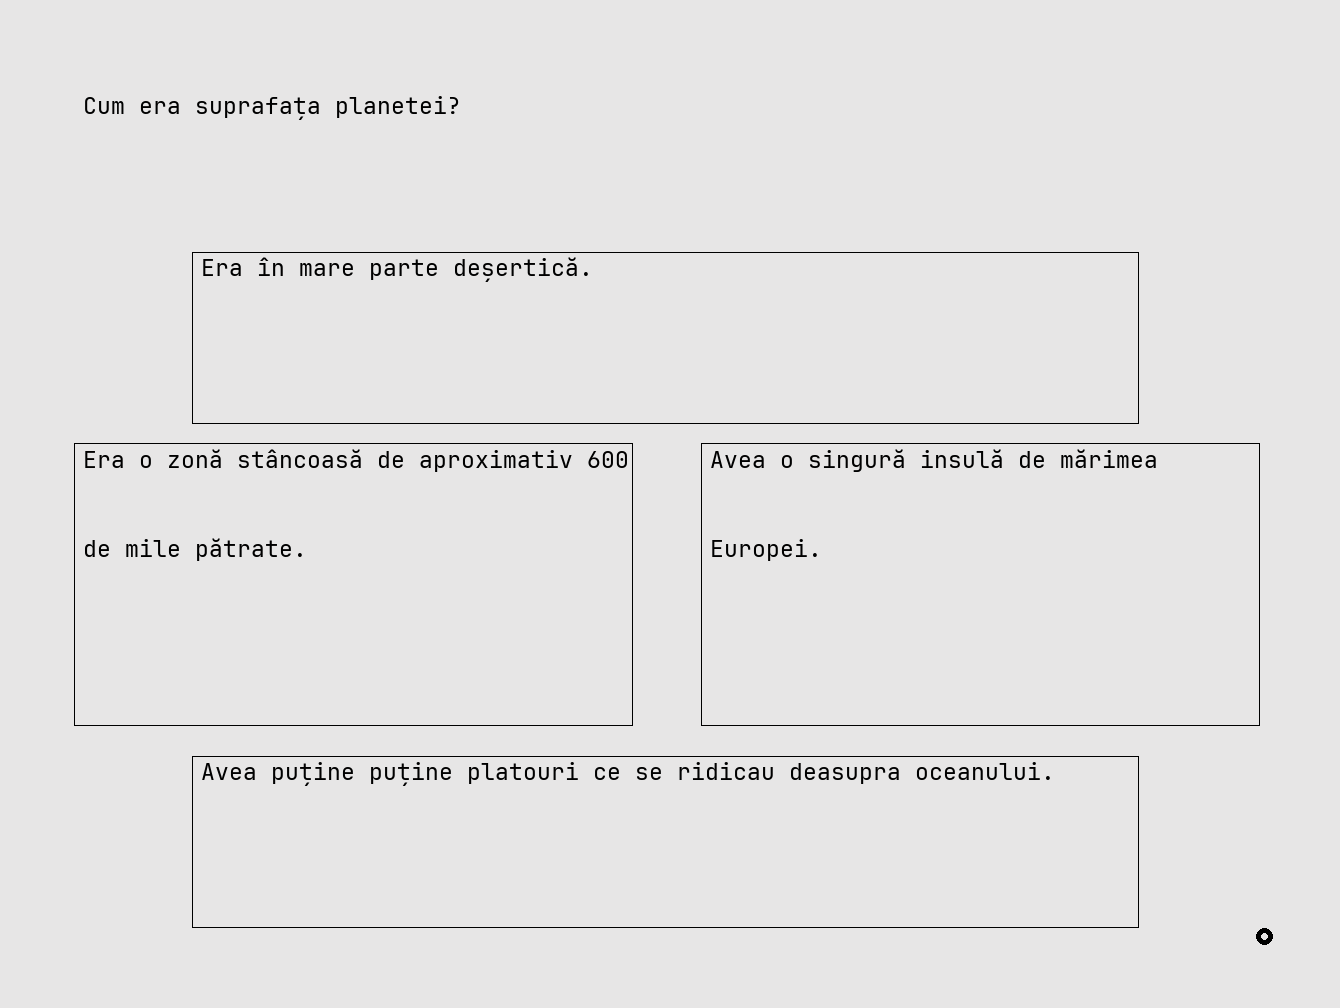 Cum era suprafața planetei?
Era în mare parte deșertică.
Era o zonă stâncoasă de aproximativ 600
de mile pătrate.
Avea o singură insulă de mărimea
Europei.
Avea puține puține platouri ce se ridicau deasupra oceanului.